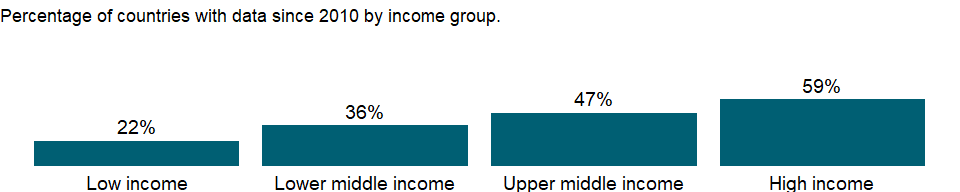 Percentage of countries with data since 2010 by income group.
22%
36%
47%
59%
Low income
Lower middle income
Upper middle income
High income